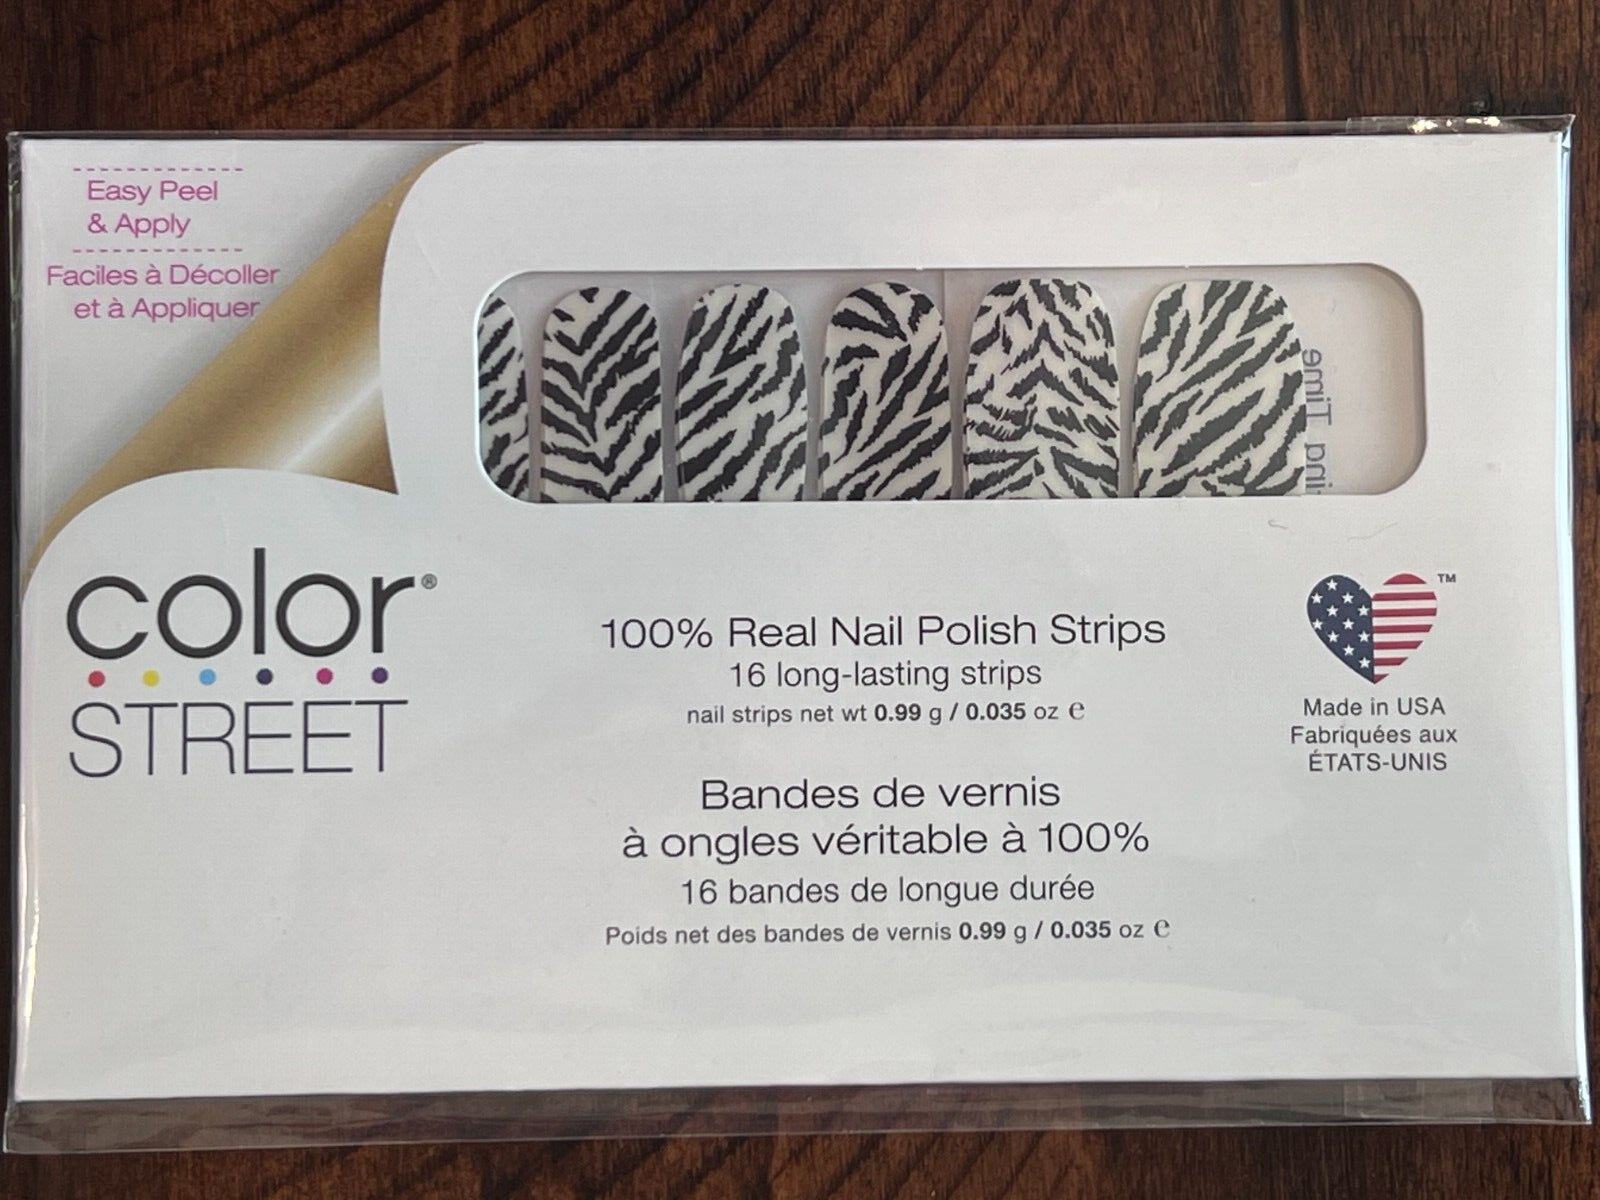 Easy Peel
& Apply
Faciles à Décoller
et à Appliquer
color®
STREET
100% Real Nail Polish Strips
16 long-lasting strips
nail strips net wt 0.99 g / 0.035 oz ℮
Bandes de vernis
à ongles véritable à 100%
16 bandes de longue durée
Poids net des bandes de vernis 0.99 g / 0.035 oz ℮
TM
Made in USA
Fabriquées aux
ÉTATS-UNIS
Time